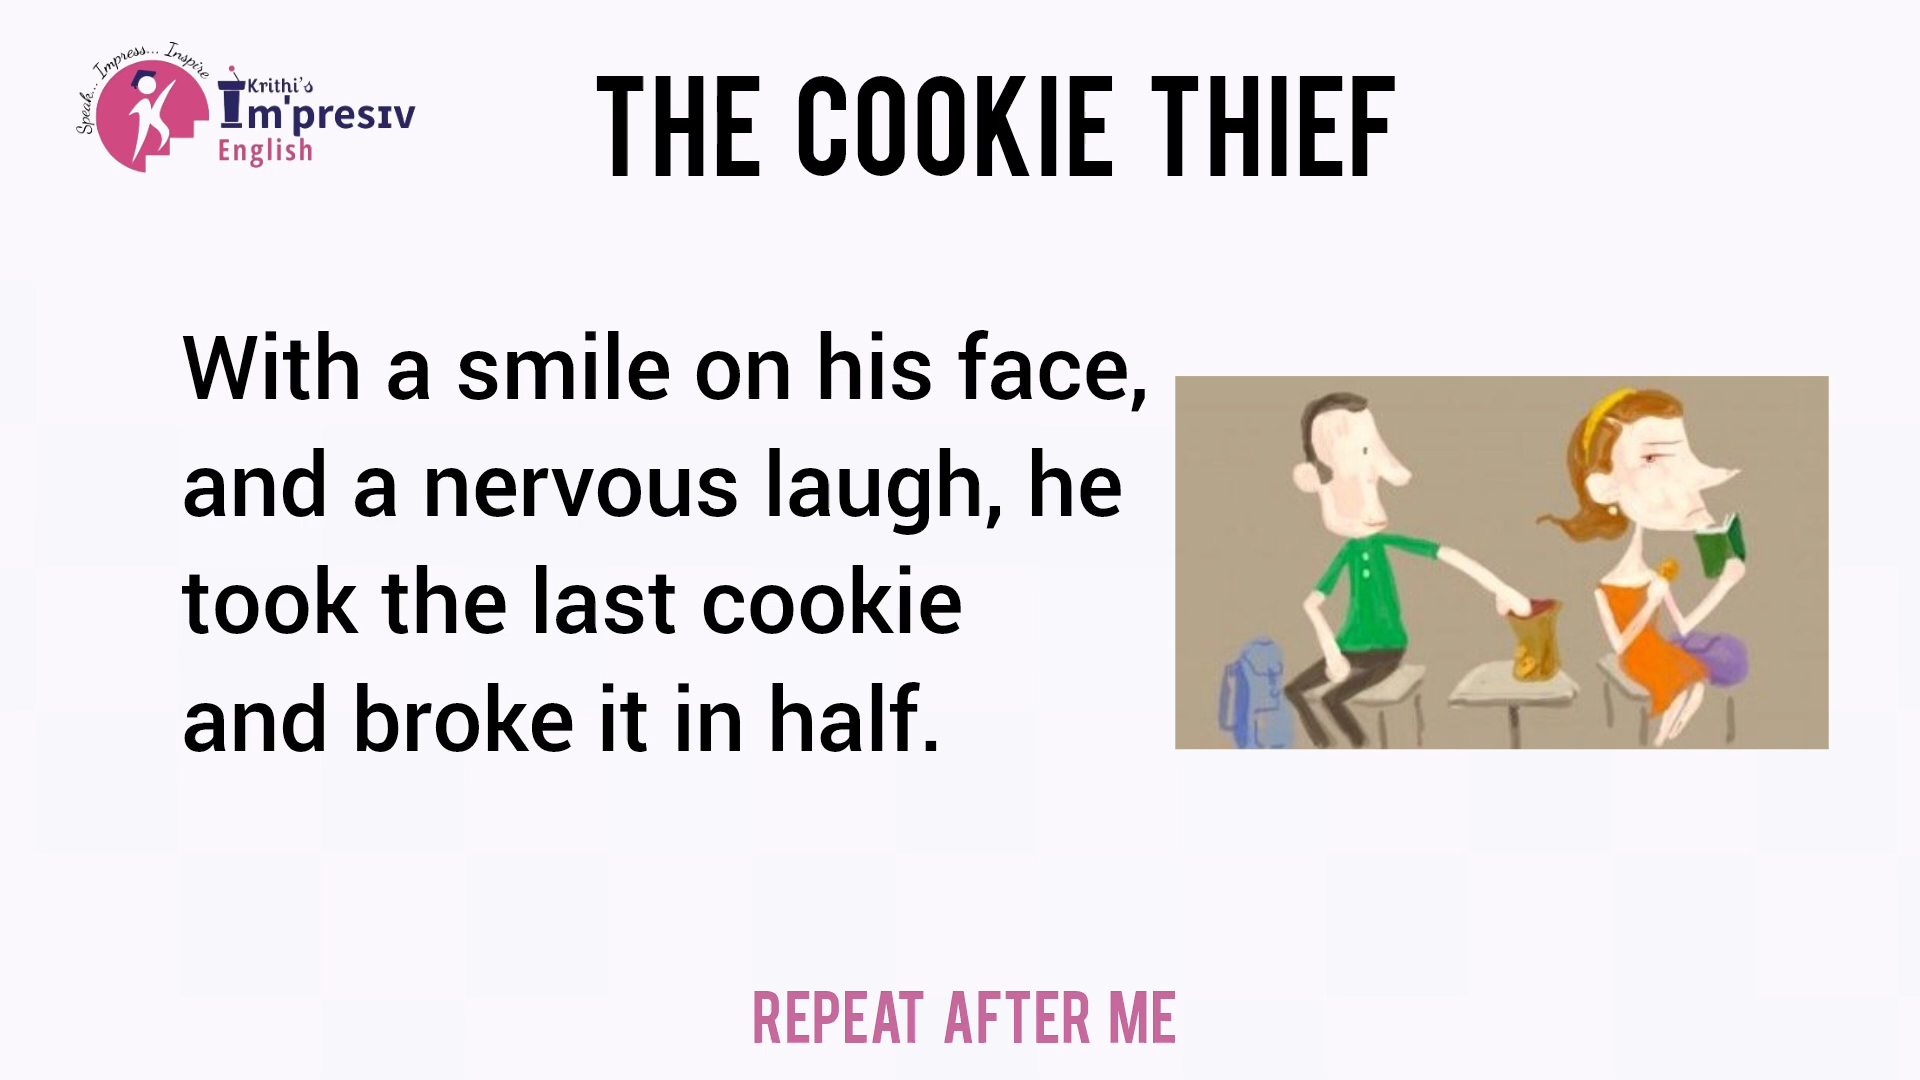 Speak... Impress... Inspire
Krithi's
Im'presıv
English
THE COOKIE THIEF
With a smile on his face,
and a nervous laugh, he
took the last cookie
and broke it in half.
REPEAT AFTER ME